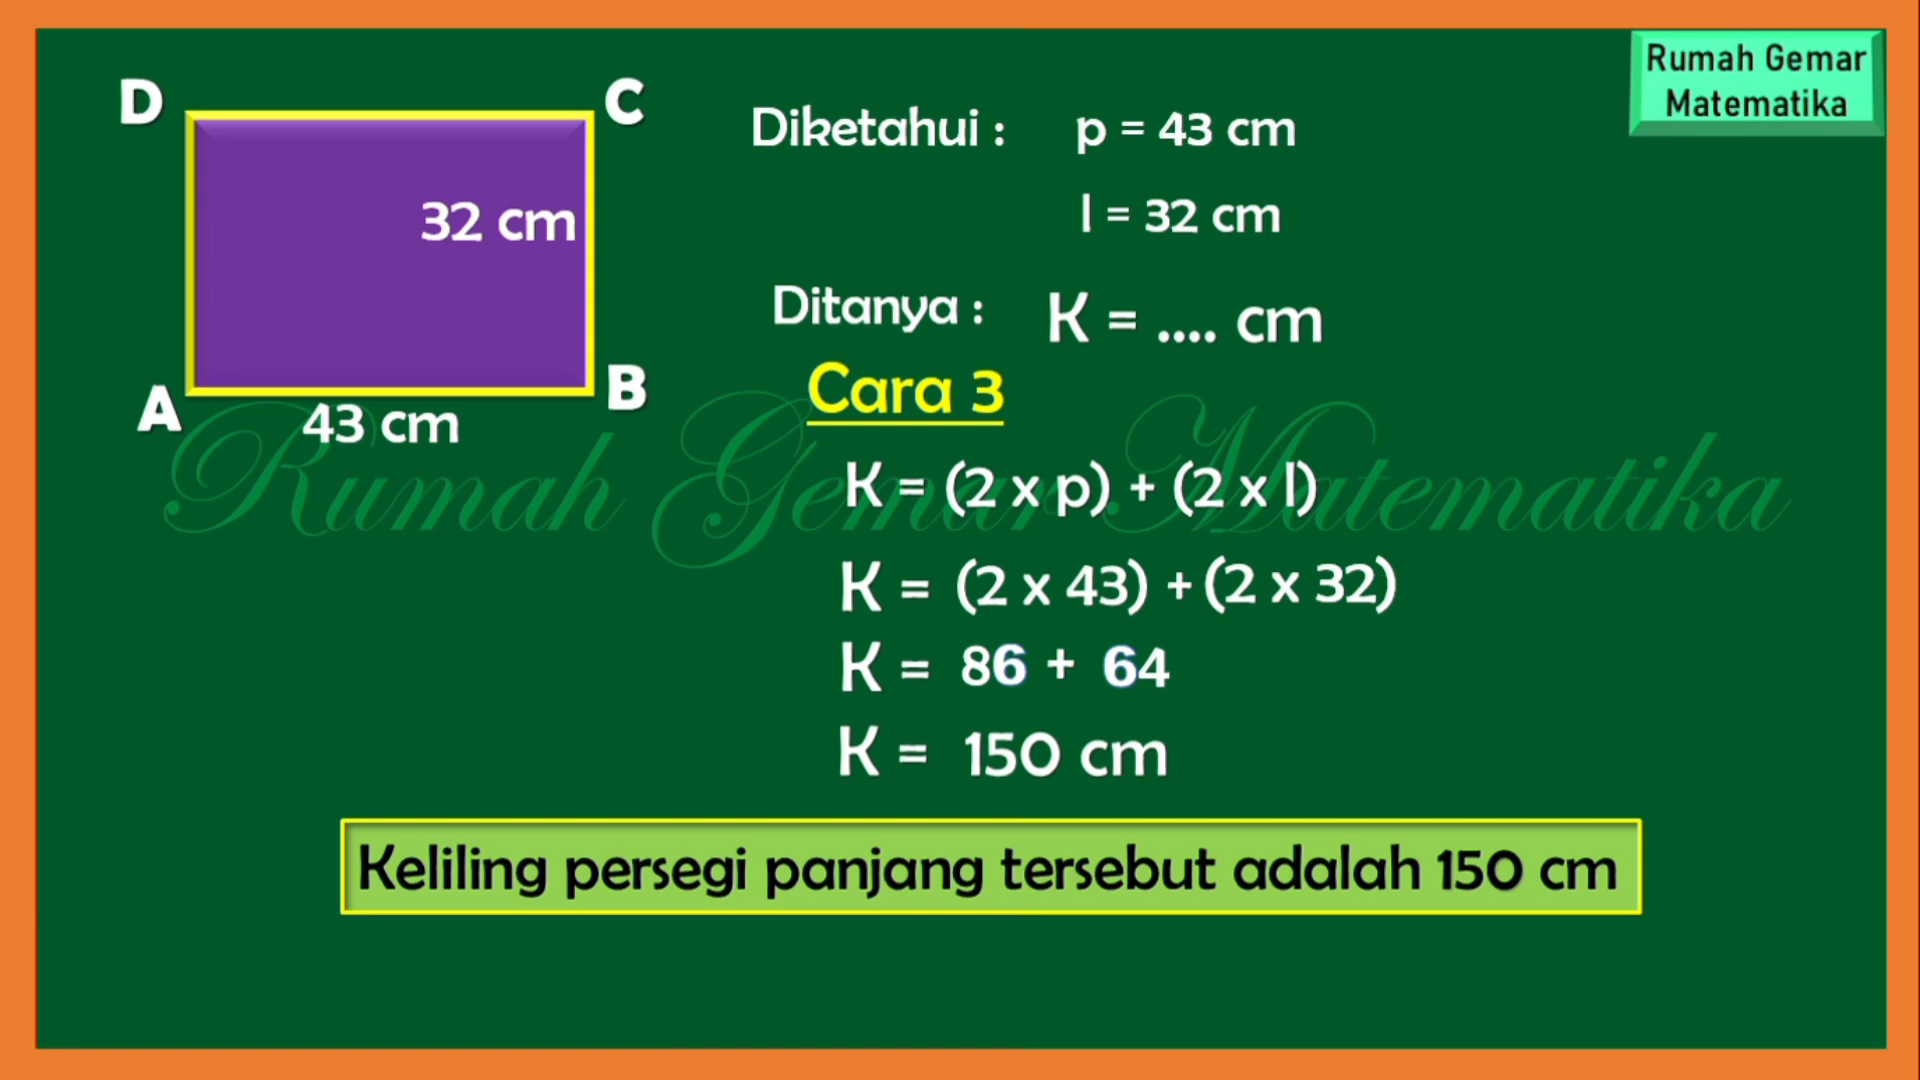 Rumah Gemar
Matematika
D
C
32 cm
A
B
43 cm
Diketahui : p = 43 cm
l = 32 cm
Ditanya : K = .... cm
Cara 3
Rumah Gemar Matematika
K = (2 x p) + (2 x l)
K = (2 x 43) + (2 x 32)
K = 86 + 64
K = 150 cm
Keliling persegi panjang tersebut adalah 150 cm